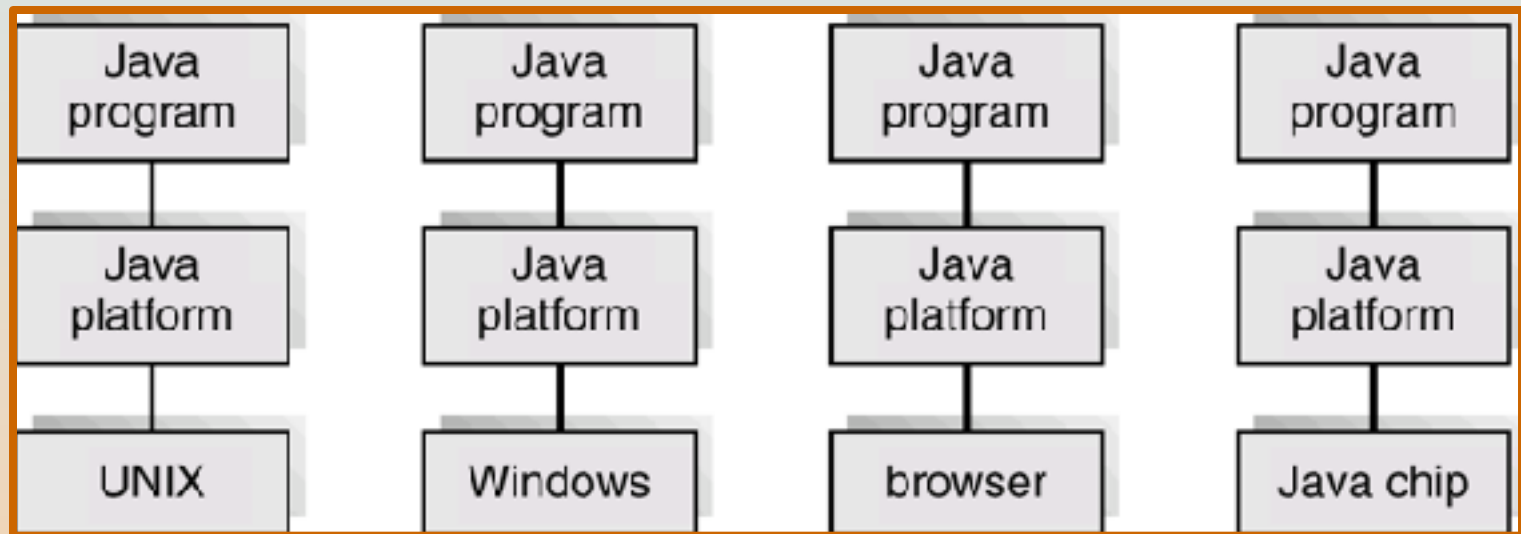 Java
program
Java
program
Java
program
Java
program
Java
platform
Java
platform
Java
platform
Java
platform
UNIX
Windows
browser
Java chip